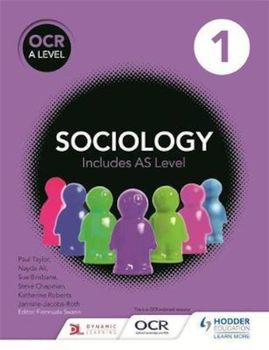 OCR
A LEVEL
1
SOCIOLOGY
Includes AS Level
Paul Taylor,
Nayda Ali,
Sue Brisbane,
Steve Chapman,
Katherine Roberts
Jannine Jacobs-Roth
Editor: Fionnuala Swann
DYNAMIC
LEARNING
OCR
HODDER
EDUCATION
LEARN MORE